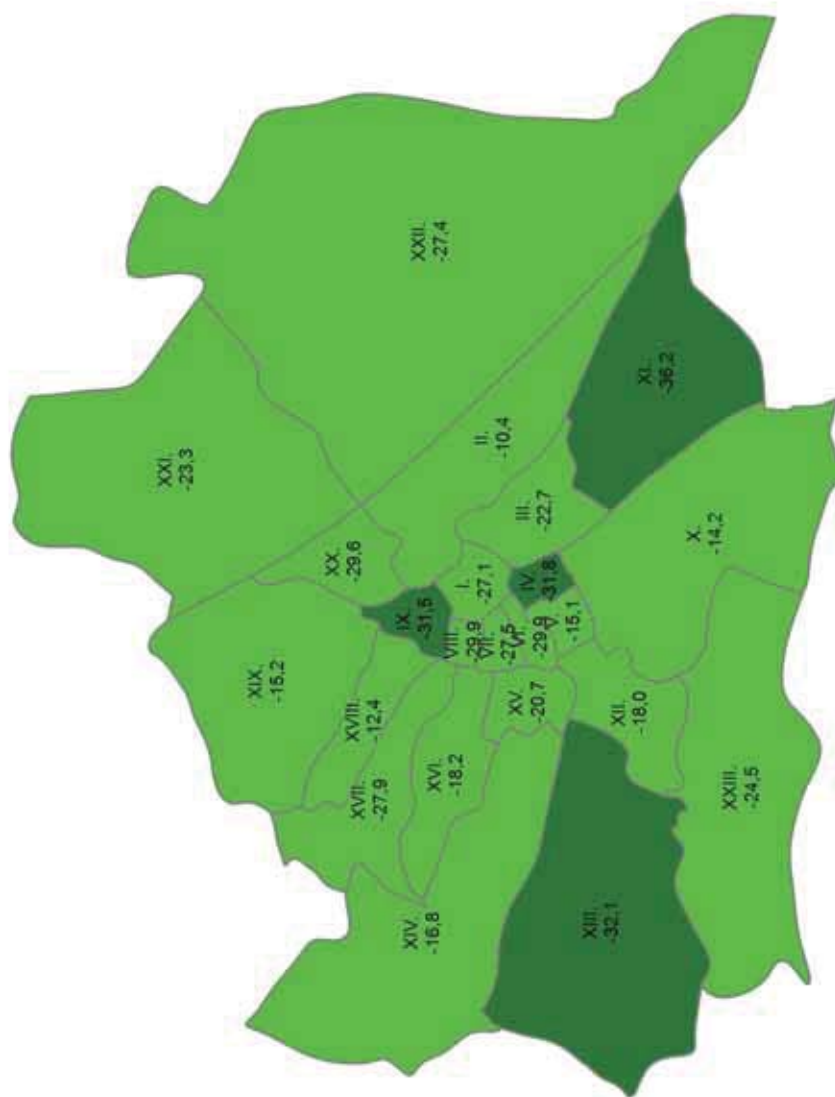 XXI.
-23,3
XIX.
-15,2
XX.
-29,6
XVIII.
-12,4
XVII.
-27,9
XIV.
-16,8
IX.
-31,5
XXII.
-27,4
XVI.
-18,2
VIII.
-29,9
I.
-27,1
II.
-10,4
VII.
-27,5
XV.
-20,7
VI.
-29,9
III.
-22,7
IV.
-31,8
V.
-15,1
XIII.
-32,1
XII.
-18,0
XI.
-36,2
X.
-14,2
XXIII.
-24,5